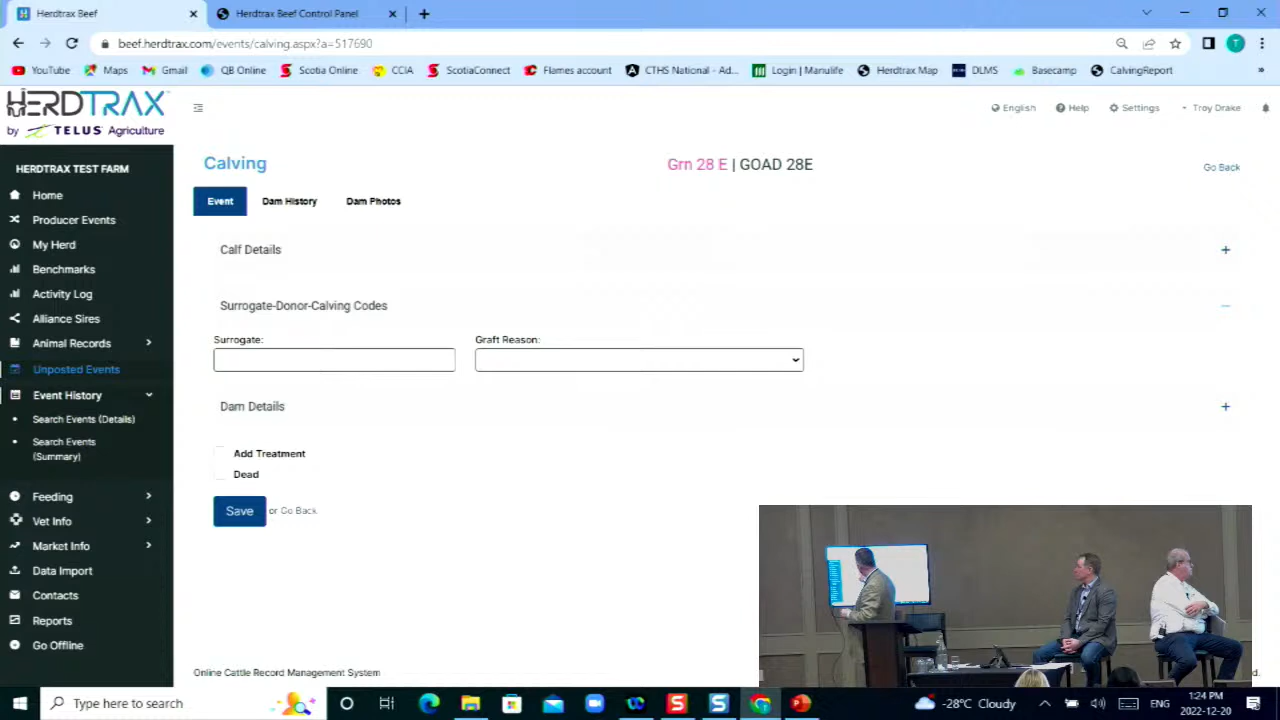 Herdtrax Beef
Herdtrax Beef Control Panel
beef.herdtrax.com/events/calving.aspx?a=517690
T
YouTube
Maps
Gmail
QB Online
Scotia Online
CCIA
ScotiaConnect
Flames account
CTHS National - Ad...
Login | Manulife
Herdtrax Map
DLMS
Basecamp
CalvingReport
»
HERDTRAX
by TELUS Agriculture
English
Help
Settings
Troy Drake
HERDTRAX TEST FARM
Home
Producer Events
My Herd
Benchmarks
Activity Log
Alliance Sires
Animal Records
Unposted Events
Event History
Search Events (Details)
Search Events
(Summary)
Feeding
Vet Info
Market Info
Data Import
Contacts
Reports
Go Offline
Calving
Grn 28 E | GOAD 28E
Go Back
Event
Dam History
Dam Photos
Calf Details
Surrogate-Donor-Calving Codes
Surrogate:
Graft Reason:
Dam Details
Add Treatment
Dead
Save or Go Back
Online Cattle Record Management System
d.
Type here to search
-28°C Cloudy
ENG
1:24 PM
2022-12-20